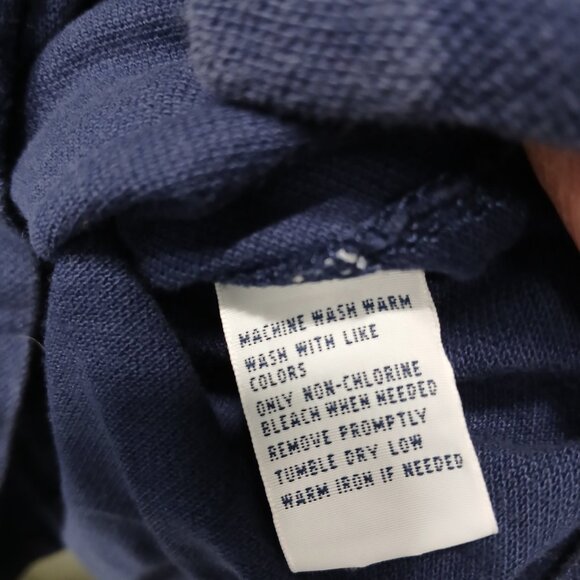 MACHINE WASH WARM
WASH WITH LIKE
COLORS
ONLY NON-CHLORINE
BLEACH WHEN NEEDED
REMOVE PROMPTLY
TUMBLE DRY LOW
WARM IRON IF NEEDED